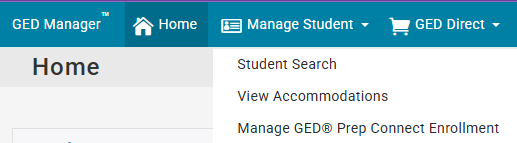 GED Manager™ Home Manage Student GED Direct
Home
Student Search
View Accommodations
Manage GED® Prep Connect Enrollment